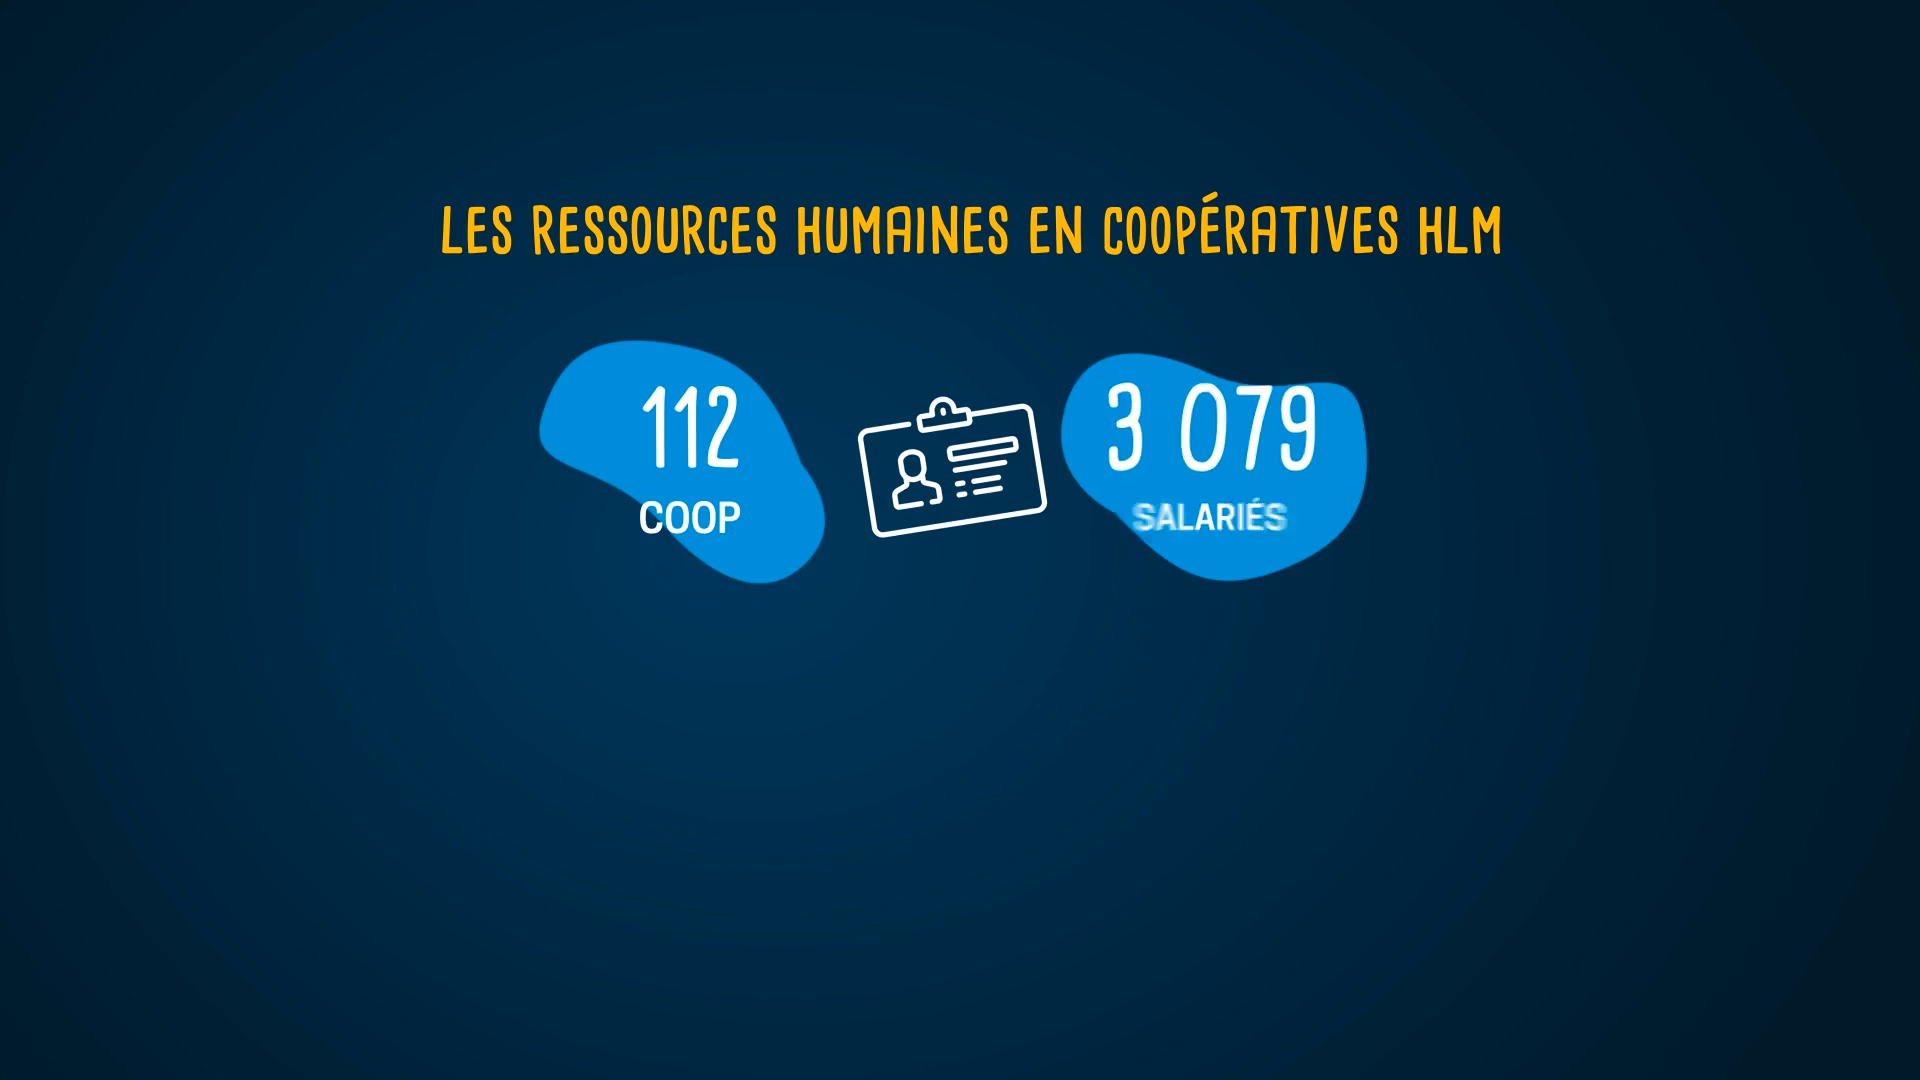 LES RESSOURCES HUMAINES EN COOPÉRATIVES HLM
112
COOP
3 079
SALARIÉS